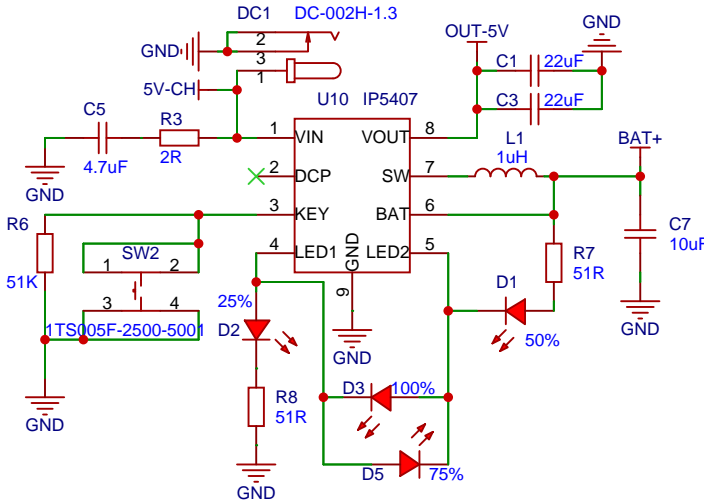 DC1 DC-002H-1.3
GND 2
3
1
5V-CH
OUT-5V
GND
C1 22uF
C3 22uF
U10 IP5407
C5
4.7uF
GND
R3
2R
1 VIN VOUT 8
2 DCP SW 7
3 KEY BAT 6
4 LED1 LED2 5
GND
9
GND
L1
1uH
BAT+
C7
10uF
GND
R6
51K
SW2
1 2
3 4
1TS005F-2500-5001
GND
25%
D2
R8
51R
GND
R7
51R
D1
50%
D3 100%
D5 75%